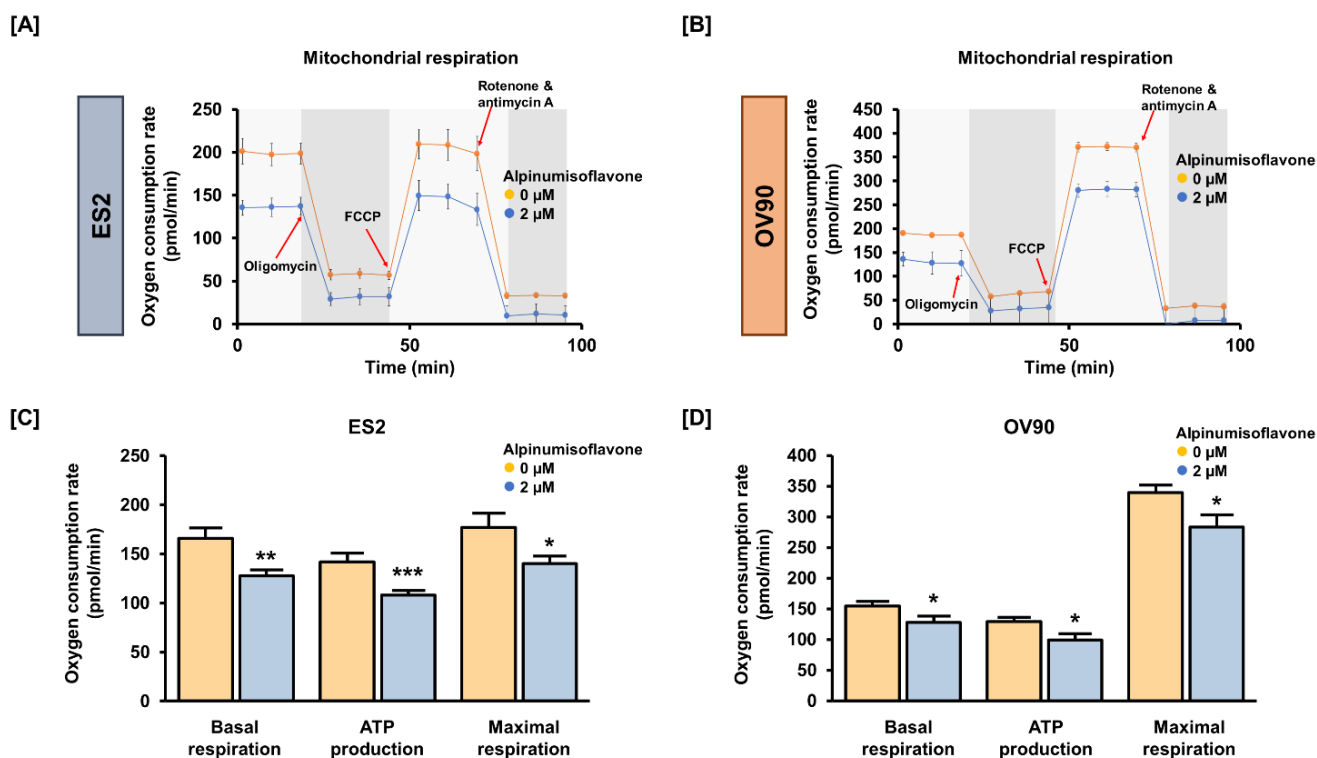 [A]
Mitochondrial respiration
ES2
Oxygen consumption rate
(pmol/min)
250
200
150
100
50
0
Rotenone &
antimycin A
Alpinumisoflavone
0 µM
2 µM
FCCP
Oligomycin
0
50
100
Time (min)
[B]
Mitochondrial respiration
OV90
Oxygen consumption rate
(pmol/min)
450
400
350
300
250
200
150
100
50
0
Rotenone &
antimycin A
Alpinumisoflavone
0 µM
2 µM
FCCP
Oligomycin
0
50
100
Time (min)
[C]
ES2
Oxygen consumption rate
(pmol/min)
250
200
150
100
50
0
Alpinumisoflavone
0 µM
2 µM
**
***
*
Basal
respiration
ATP
production
Maximal
respiration
[D]
OV90
Oxygen consumption rate
(pmol/min)
400
350
300
250
200
150
100
50
0
Alpinumisoflavone
0 µM
2 µM
*
*
*
Basal
respiration
ATP
production
Maximal
respiration